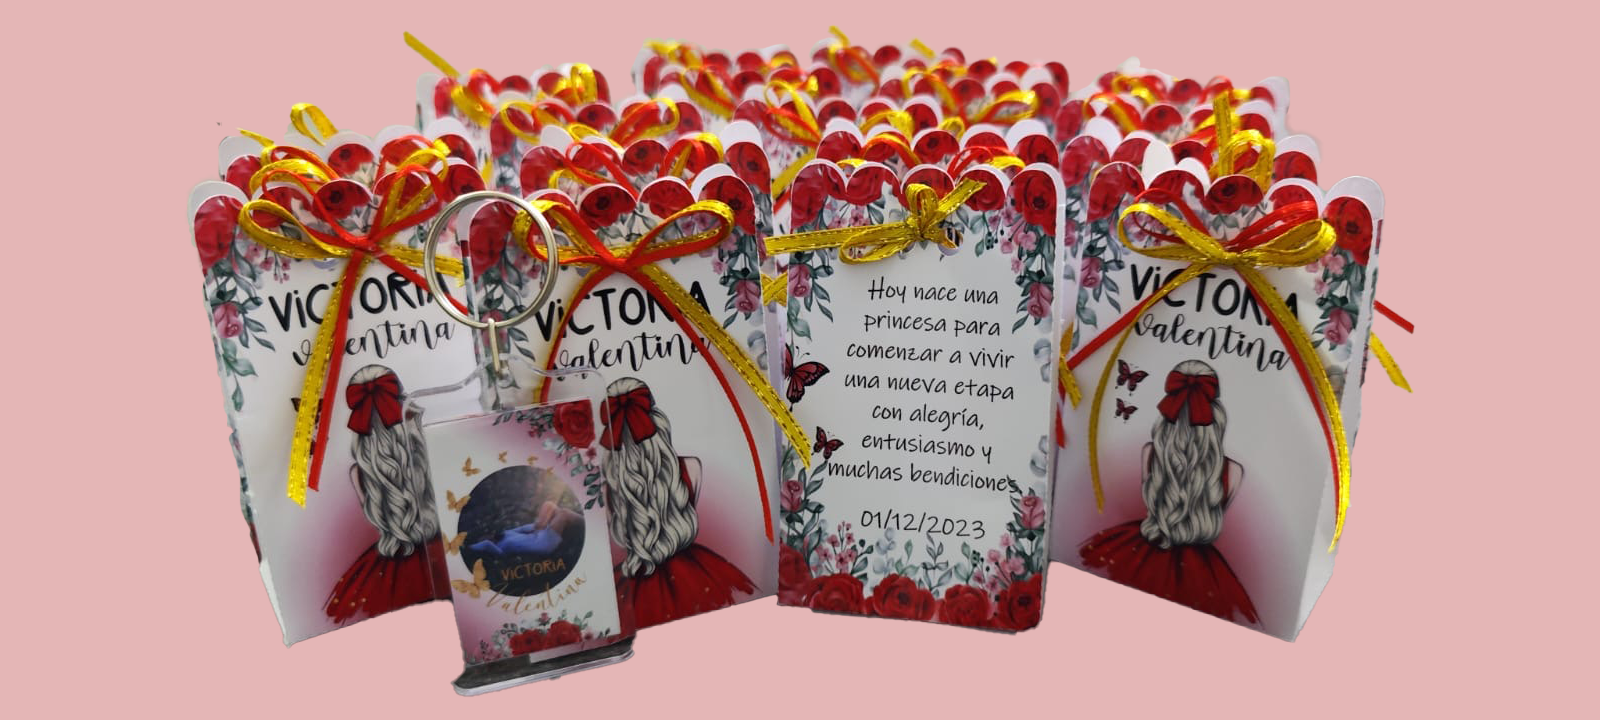 ViCTORIA
valentina
ViCTORIA
valentina
Hoy nace una
princesa para
comenzar a vivir
una nueva etapa
con alegría,
entusiasmo y
muchas bendiciones
01/12/2023
ViCTORIA
valentina
ViCTORIA
Valentina